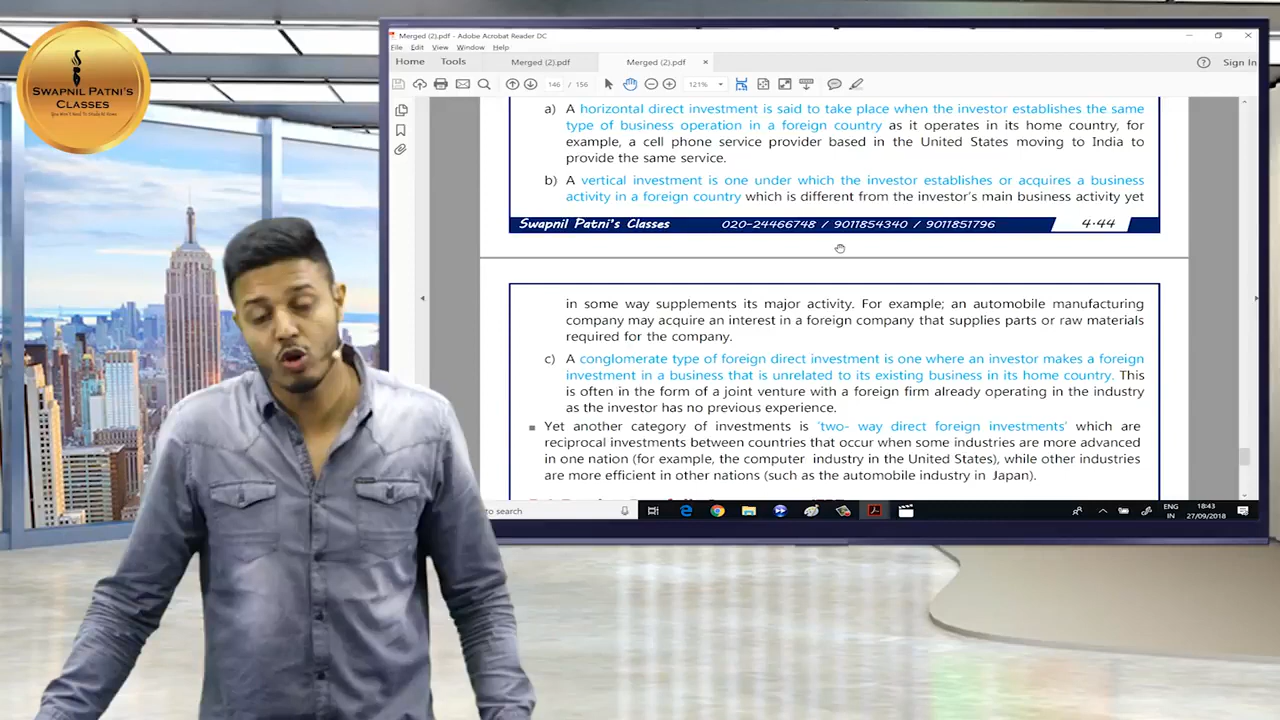 SWAPNIL PATNI'S
CLASSES
Merged (2).pdf - Adobe Acrobat Reader DC
File Edit View Window Help
Home Tools Merged (2).pdf Merged (2).pdf × Sign In
146 / 156 121%
a) A horizontal direct investment is said to take place when the investor establishes the same
type of business operation in a foreign country as it operates in its home country, for
example, a cell phone service provider based in the United States moving to India to
provide the same service.
b) A vertical investment is one under which the investor establishes or acquires a business
activity in a foreign country which is different from the investor's main business activity yet
Swapnil Patni's Classes 020-24466748 / 9011854340 / 9011851796 4·44
in some way supplements its major activity. For example; an automobile manufacturing
company may acquire an interest in a foreign company that supplies parts or raw materials
required for the company.
c) A conglomerate type of foreign direct investment is one where an investor makes a foreign
investment in a business that is unrelated to its existing business in its home country. This
is often in the form of a joint venture with a foreign firm already operating in the industry
as the investor has no previous experience.
▪ Yet another category of investments is 'two- way direct foreign investments' which are
reciprocal investments between countries that occur when some industries are more advanced
in one nation (for example, the computer industry in the United States), while other industries
are more efficient in other nations (such as the automobile industry in Japan).
to search
ENG
IN
18:43
27/09/2018